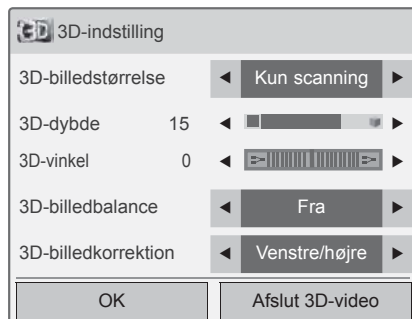 3D 3D-indstilling
3D-billedstørrelse Kun scanning
3D-dybde 15
3D-vinkel 0
3D-billedbalance Fra
3D-billedkorrektion Venstre/højre
OK Afslut 3D-video